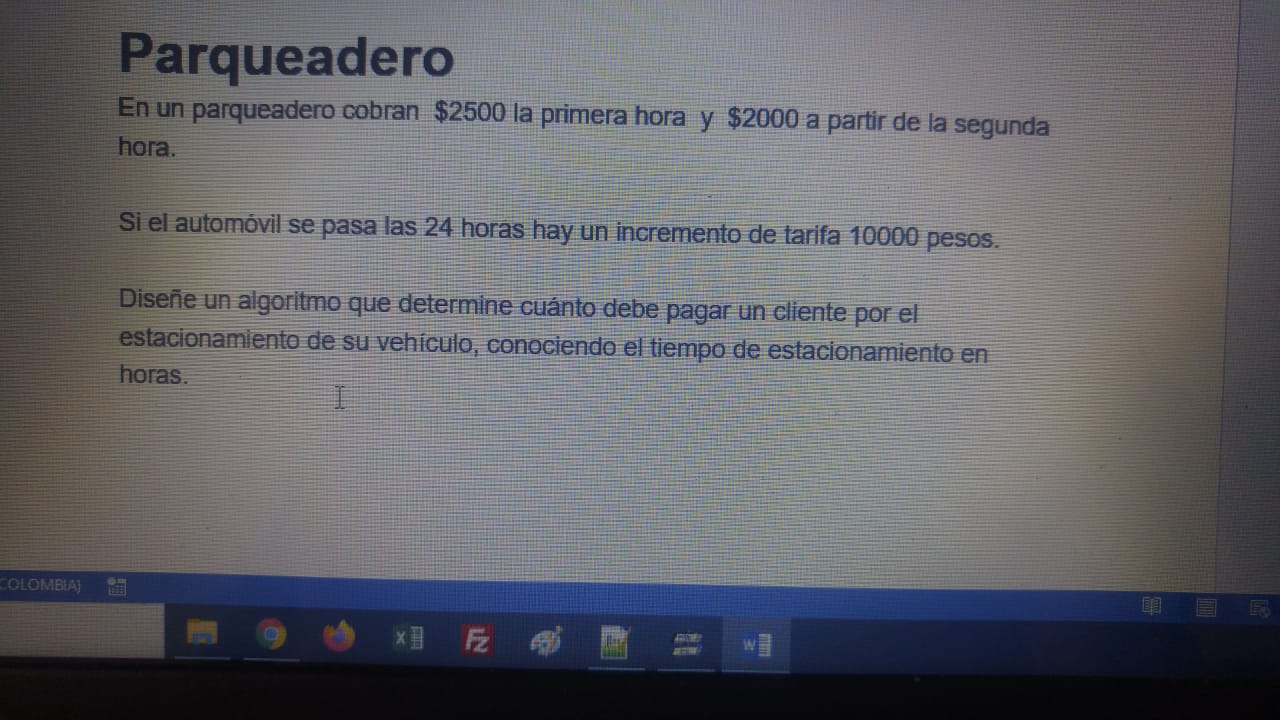 Parqueadero
En un parqueadero cobran $2500 la primera hora y $2000 a partir de la segunda
hora.
Si el automóvil se pasa las 24 horas hay un incremento de tarifa 10000 pesos.
Diseñe un algoritmo que determine cuánto debe pagar un cliente por el
estacionamiento de su vehículo, conociendo el tiempo de estacionamiento en
horas.
COLOMBIA)
X
Fz
W